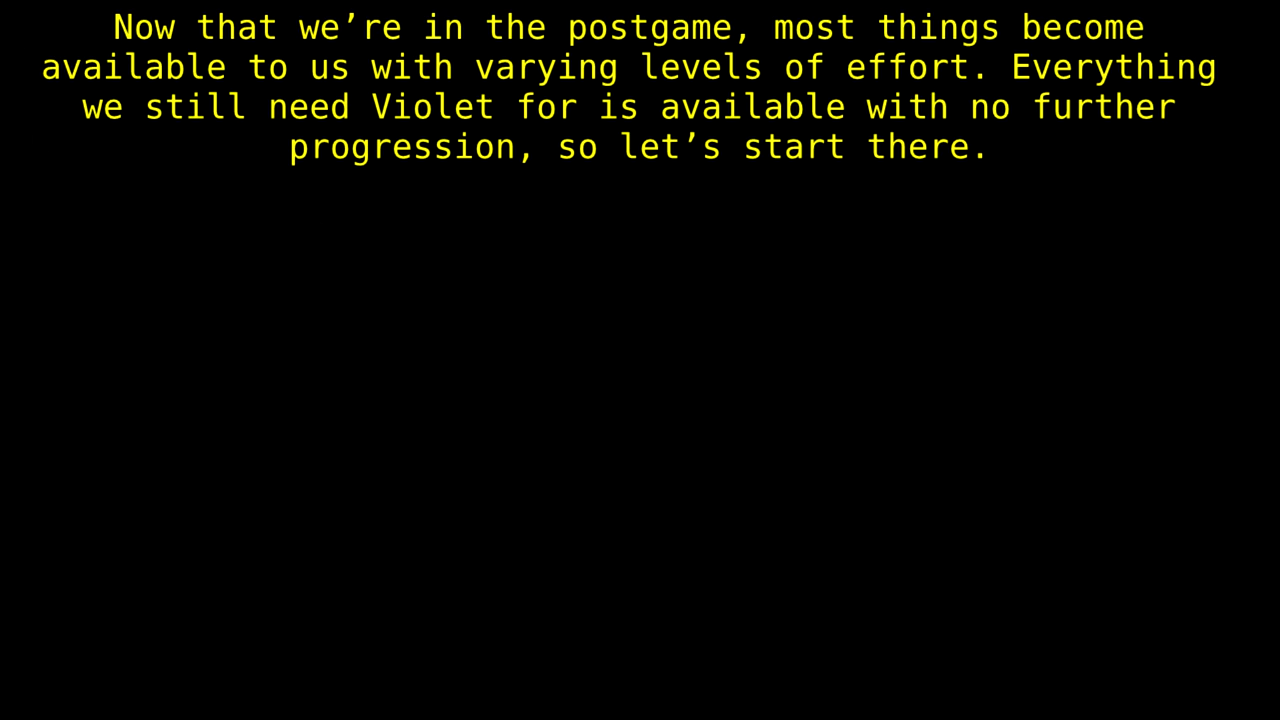 Now that we’re in the postgame, most things become
available to us with varying levels of effort. Everything
we still need Violet for is available with no further
progression, so let’s start there.